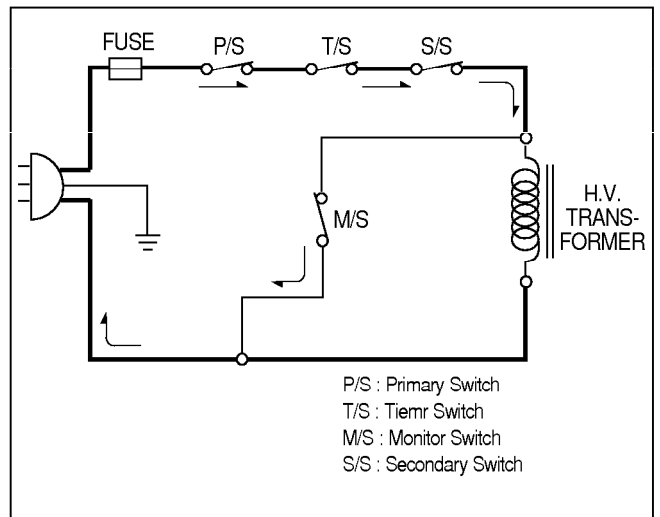 FUSE
P/S
T/S
S/S
M/S
H.V.
TRANS-
FORMER
P/S : Primary Switch
T/S : Tiemr Switch
M/S : Monitor Switch
S/S : Secondary Switch